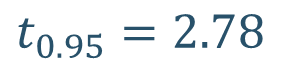 t₀.₉₅ = 2.78